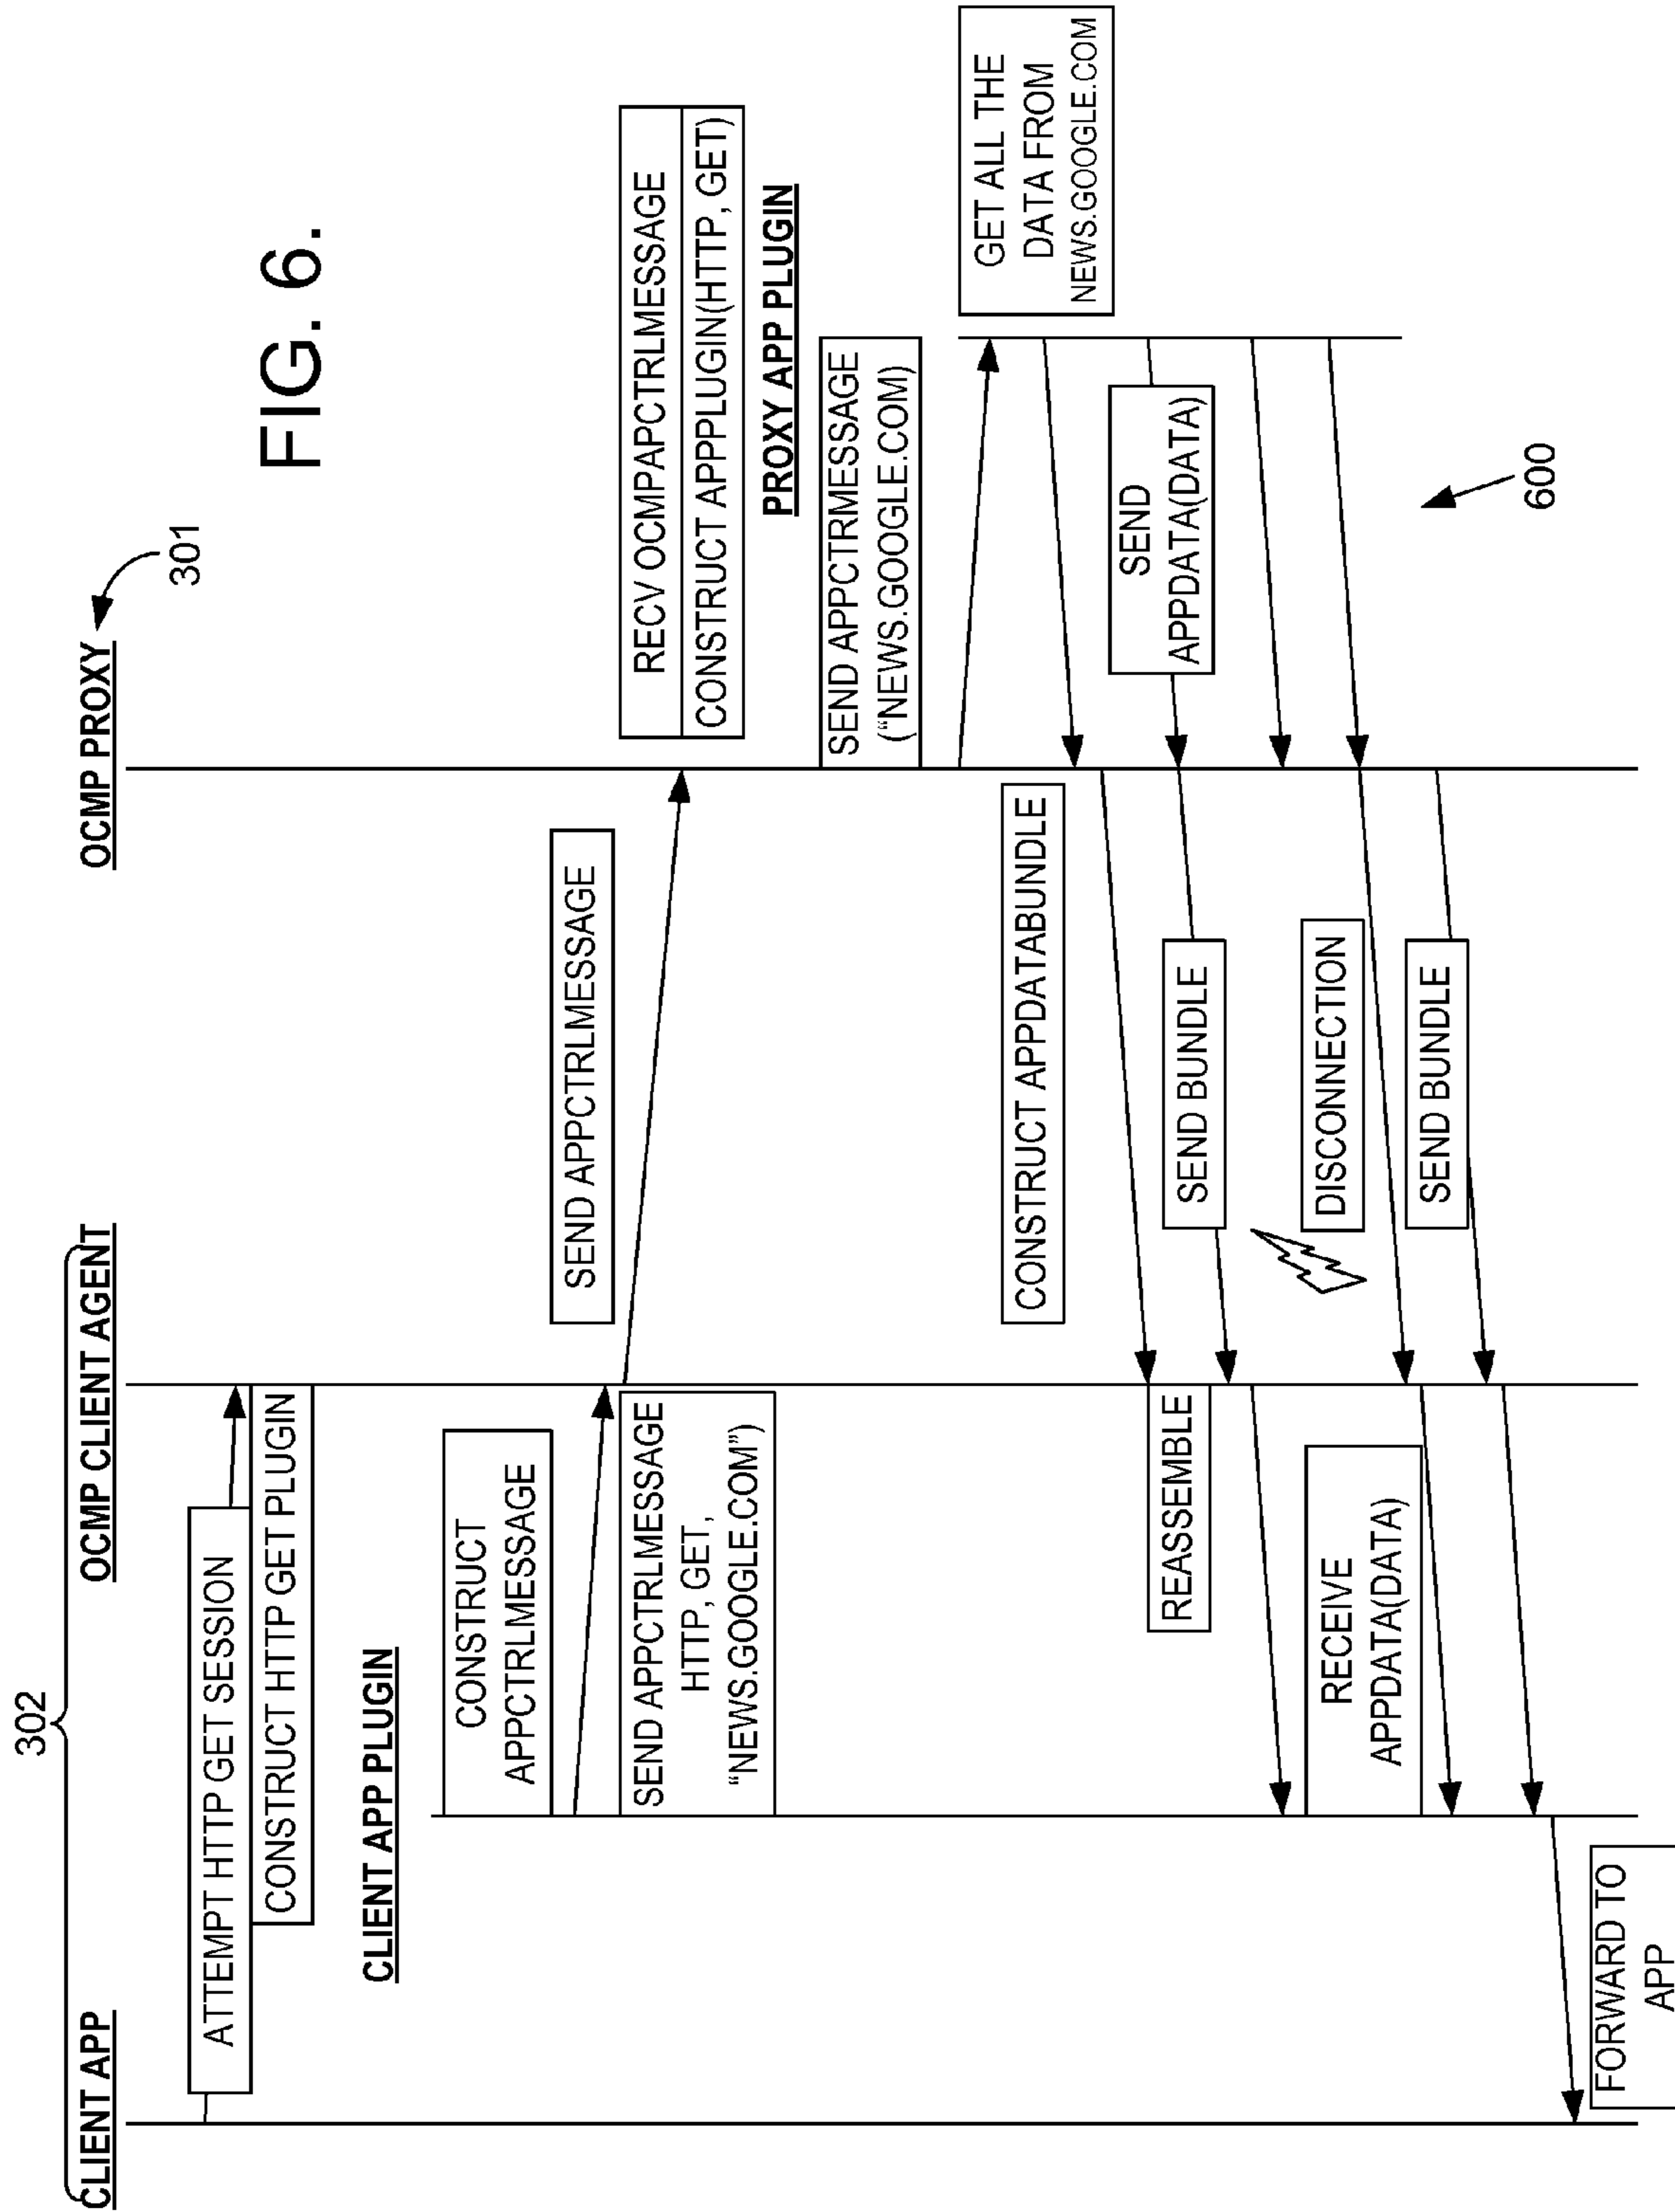 FIG. 6.
302
301
CLIENT APP
OCMP CLIENT AGENT
OCMP PROXY
ATTEMPT HTTP GET SESSION
CONSTRUCT HTTP GET PLUGIN
CLIENT APP PLUGIN
CONSTRUCT
APPCTRLMESSAGE
SEND APPCTRLMESSAGE
HTTP, GET,
“NEWS.GOOGLE.COM”)
SEND APPCTRLMESSAGE
RECV OCMPAPCTRLMESSAGE
CONSTRUCT APPPLUGIN(HTTP, GET)
PROXY APP PLUGIN
SEND APPCTRMESSAGE
(“NEWS.GOOGLE.COM)
GET ALL THE
DATA FROM
NEWS.GOOGLE.COM
CONSTRUCT APPDATABUNDLE
SEND
APPDATA(DATA)
REASSEMBLE
SEND BUNDLE
DISCONNECTION
RECEIVE
APPDATA(DATA)
SEND BUNDLE
600
FORWARD TO
APP